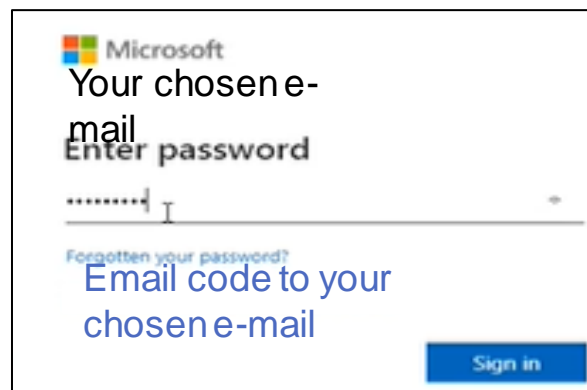 Microsoft
Your chosen e-
mail
Enter password
Forgotten your password?
Email code to your
chosen e-mail
Sign in